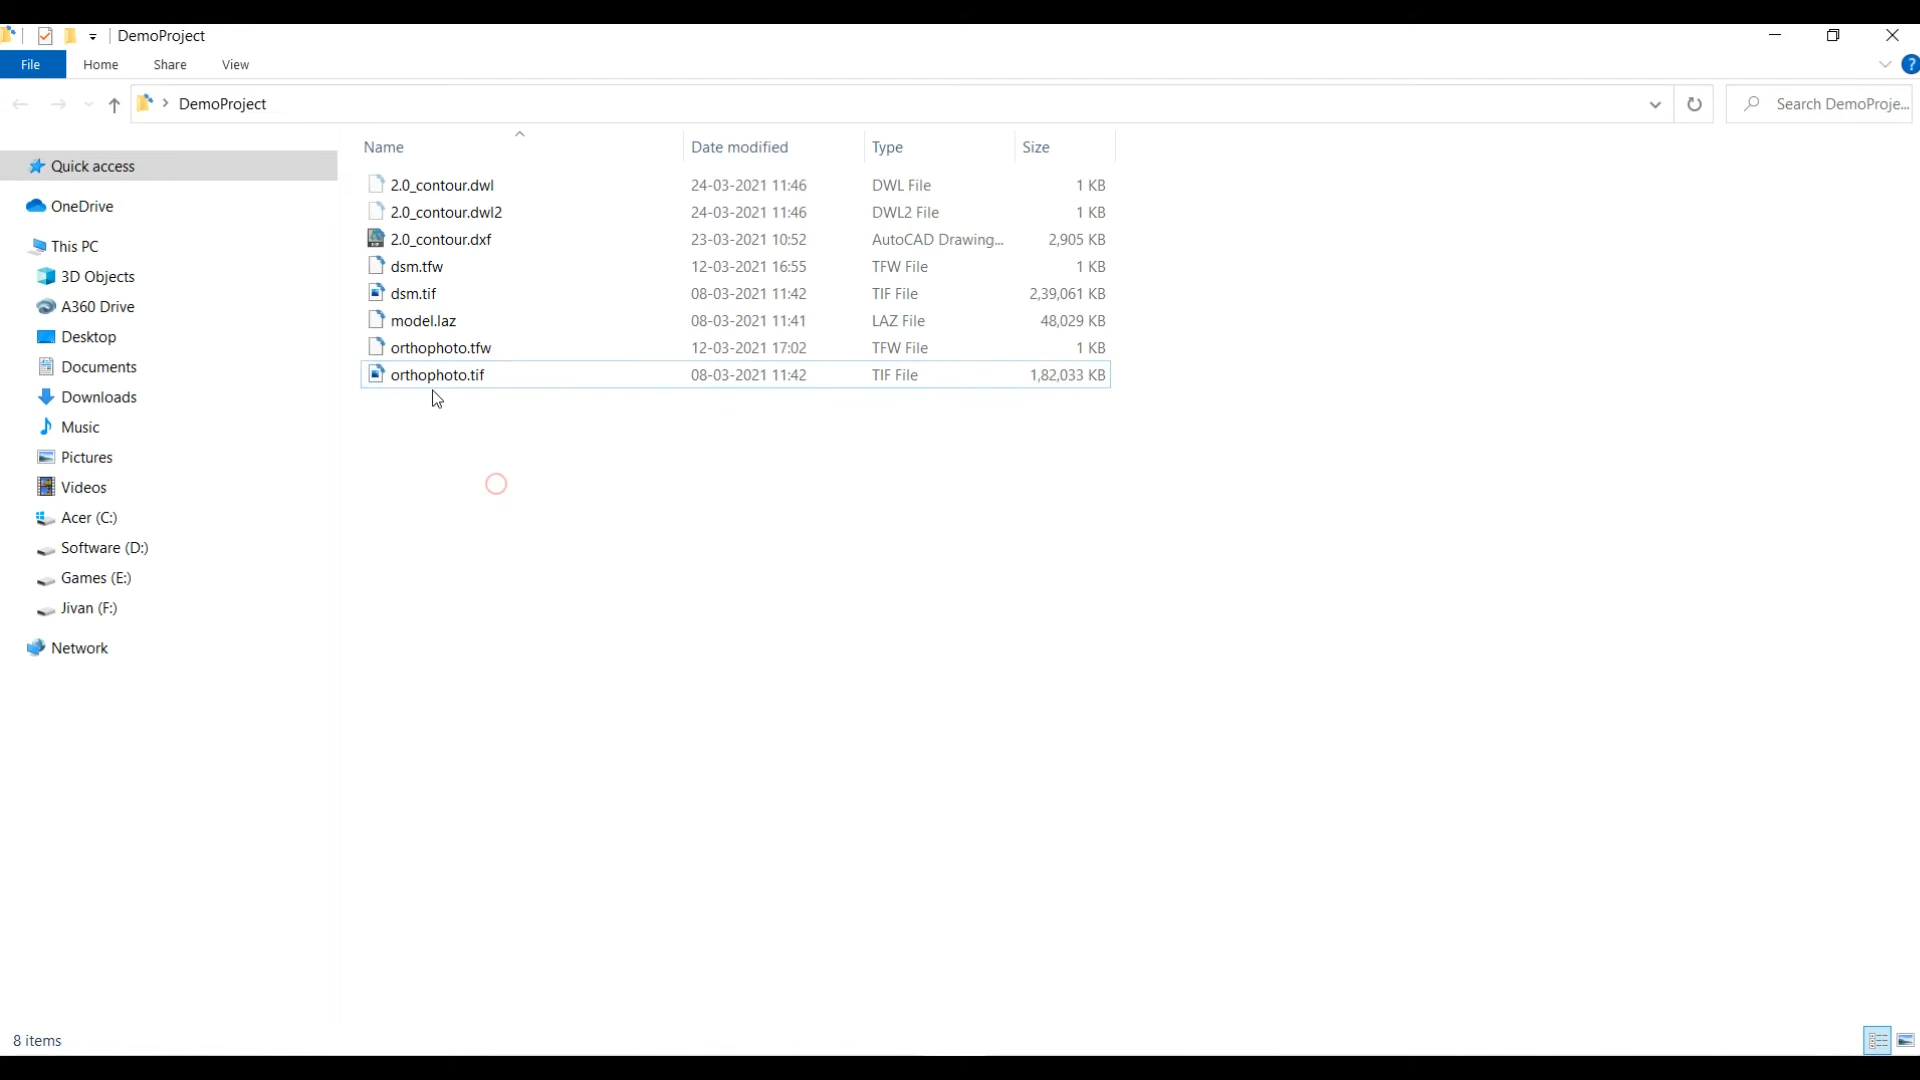 DemoProject
File Home Share View
DemoProject
Search DemoProje...
Name Date modified Type Size
Quick access
OneDrive
This PC
3D Objects
A360 Drive
Desktop
Documents
Downloads
Music
Pictures
Videos
Acer (C:)
Software (D:)
Games (E:)
Jivan (F:)
Network
2.0_contour.dwl 24-03-2021 11:46 DWL File 1 KB
2.0_contour.dwl2 24-03-2021 11:46 DWL2 File 1 KB
2.0_contour.dxf 23-03-2021 10:52 AutoCAD Drawing... 2,905 KB
dsm.tfw 12-03-2021 16:55 TFW File 1 KB
dsm.tif 08-03-2021 11:42 TIF File 2,39,061 KB
model.laz 08-03-2021 11:41 LAZ File 48,029 KB
orthophoto.tfw 12-03-2021 17:02 TFW File 1 KB
orthophoto.tif 08-03-2021 11:42 TIF File 1,82,033 KB
8 items